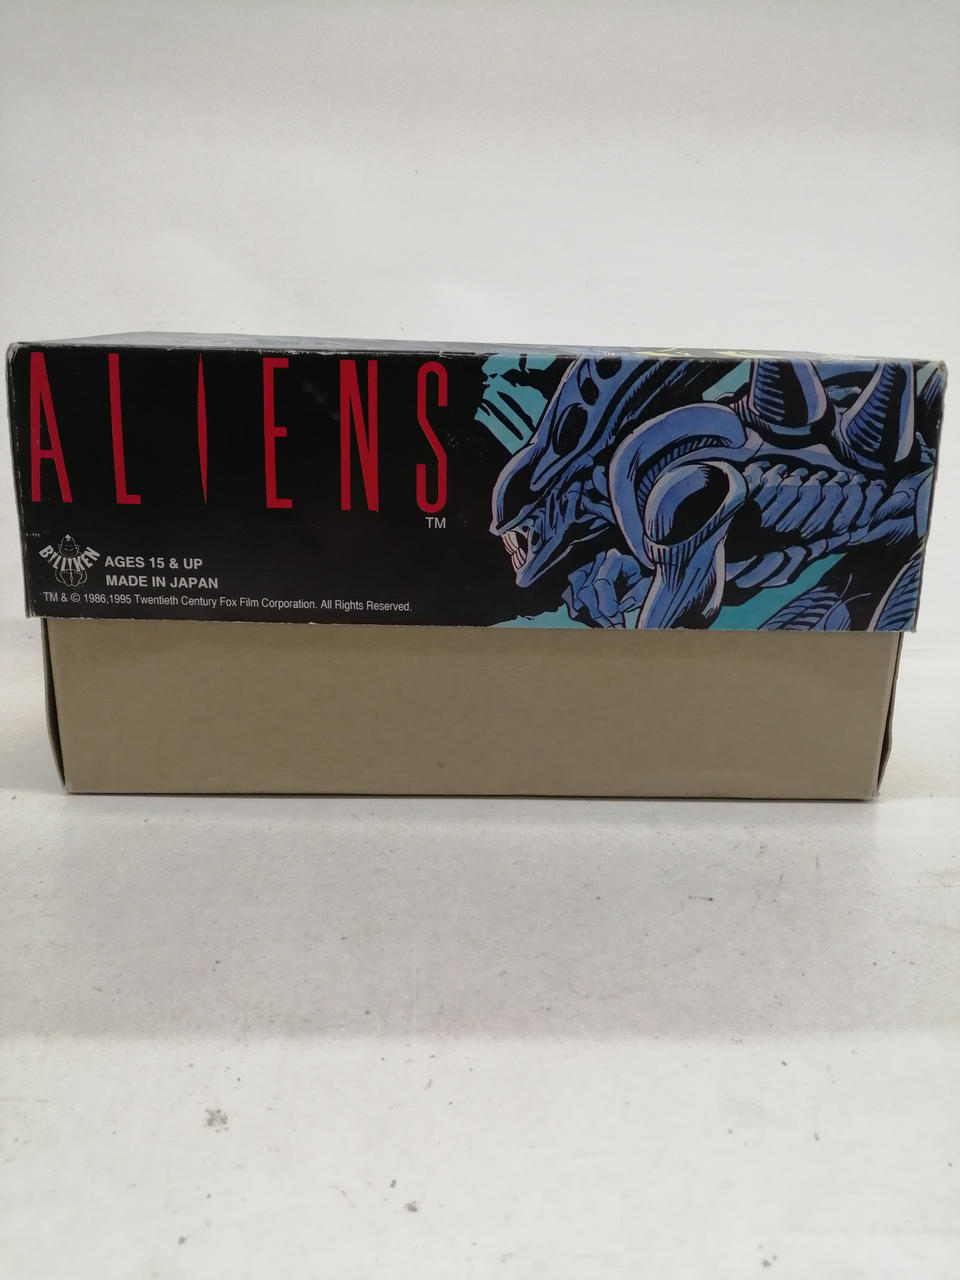 ALIENS
TM
BILLIKEN
AGES 15 & UP
MADE IN JAPAN
TM & © 1986,1995 Twentieth Century Fox Film Corporation. All Rights Reserved.